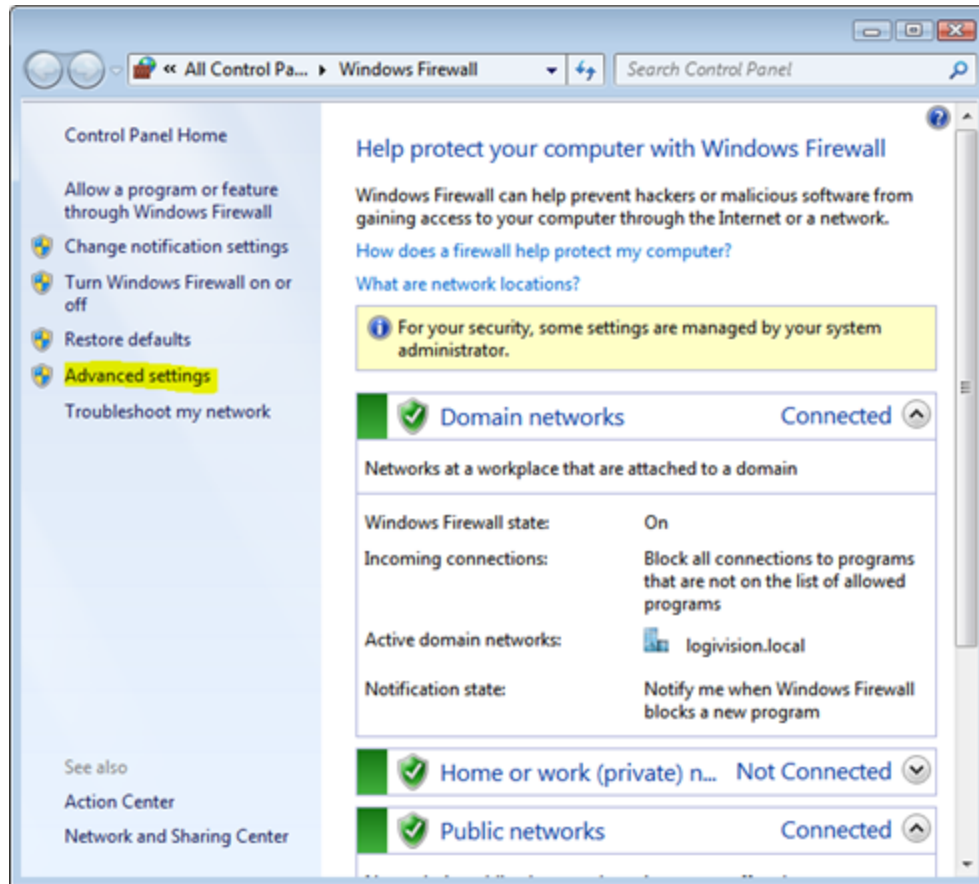 « All Control Pa... ▸ Windows Firewall
Search Control Panel
Control Panel Home
Allow a program or feature
through Windows Firewall
Change notification settings
Turn Windows Firewall on or
off
Restore defaults
Advanced settings
Troubleshoot my network
See also
Action Center
Network and Sharing Center
Help protect your computer with Windows Firewall
Windows Firewall can help prevent hackers or malicious software from
gaining access to your computer through the Internet or a network.
How does a firewall help protect my computer?
What are network locations?
For your security, some settings are managed by your system
administrator.
Domain networks Connected
Networks at a workplace that are attached to a domain
Windows Firewall state: On
Incoming connections: Block all connections to programs
that are not on the list of allowed
programs
Active domain networks: logivision.local
Notification state: Notify me when Windows Firewall
blocks a new program
Home or work (private) n... Not Connected
Public networks Connected